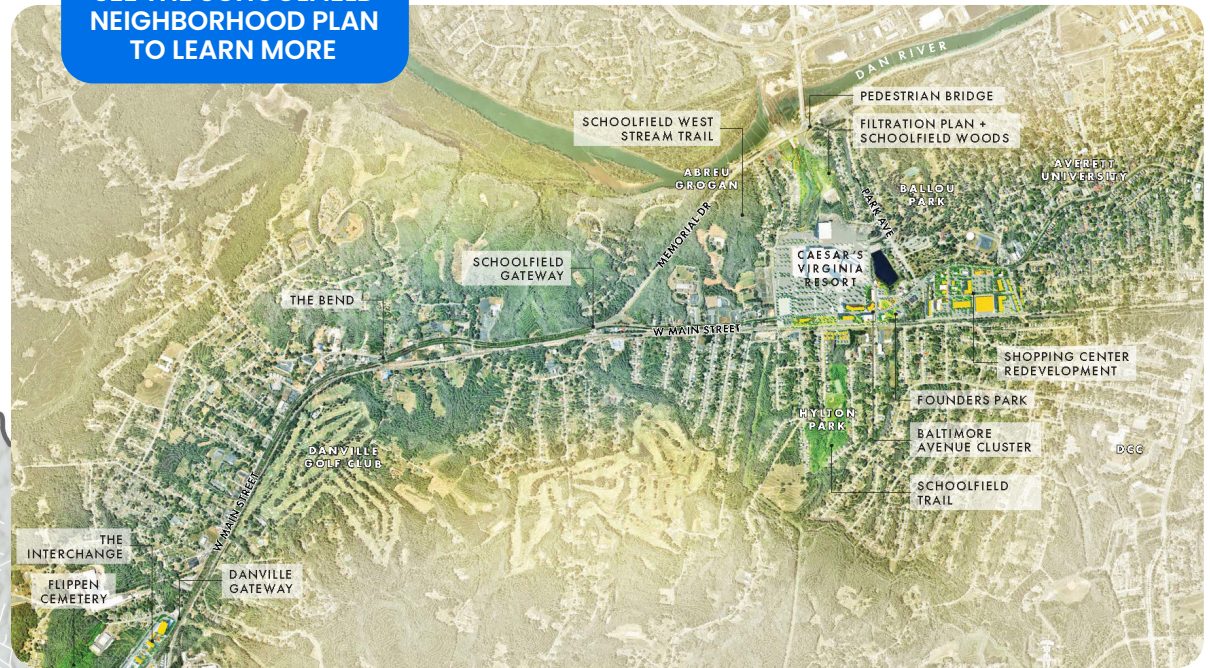 NEIGHBORHOOD PLAN
TO LEARN MORE
DAN RIVER
PEDESTRIAN BRIDGE
SCHOOLFIELD WEST
STREAM TRAIL
FILTRATION PLAN +
SCHOOLFIELD WOODS
ABREU
GROGAN
AVERETT
UNIVERSITY
BALLOU
PARK
PARK AVE
MEMORIAL DR
CAESAR'S
VIRGINIA
RESORT
SCHOOLFIELD
GATEWAY
THE BEND
W MAIN STREET
SHOPPING CENTER
REDEVELOPMENT
FOUNDERS PARK
HYLTON
PARK
BALTIMORE
AVENUE CLUSTER
DCC
DANVILLE
GOLF CLUB
SCHOOLFIELD
TRAIL
W MAIN STREET
THE
INTERCHANGE
FLIPPEN
CEMETERY
DANVILLE
GATEWAY